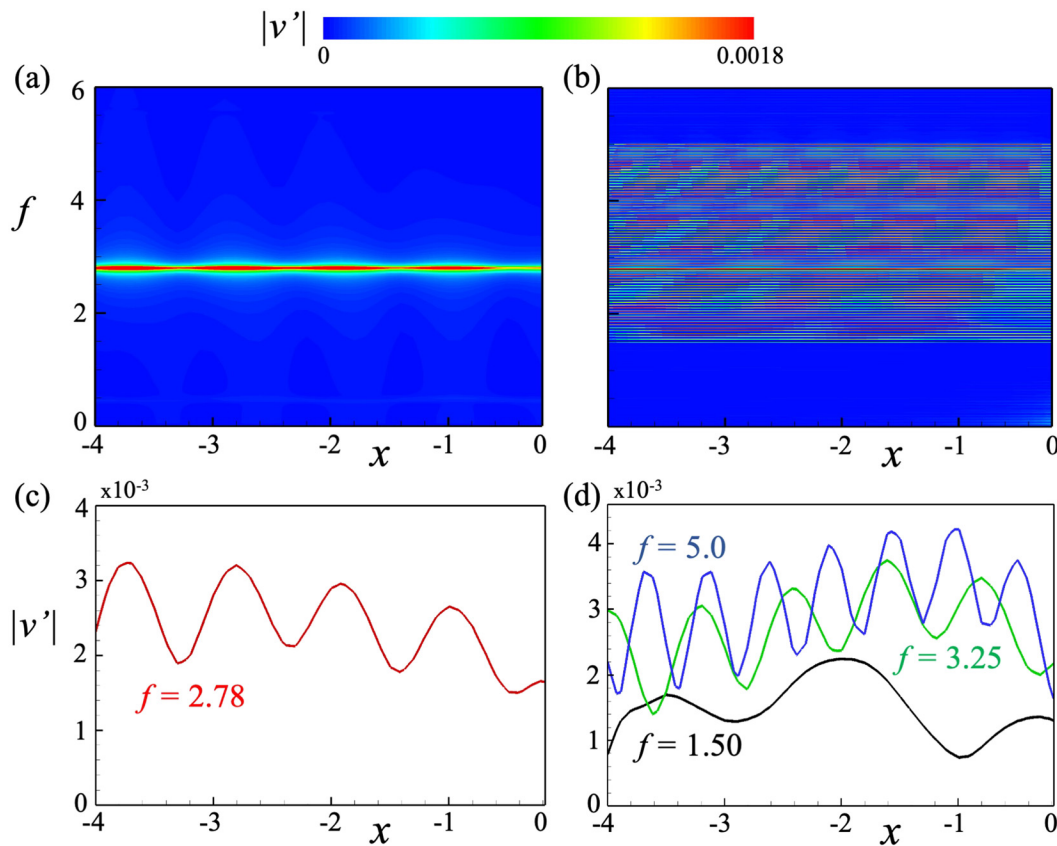 |v’|
0 0.0018
(a) (b)
6
4
f
2
0
-4 -3 -2 -1 0
x
-4 -3 -2 -1 0
x
(c) (d)
x10-3 x10-3
4
3
|v’|
2
1
0
f = 2.78
-4 -3 -2 -1 0
x
4
3
2
1
0
f = 5.0
f = 3.25
f = 1.50
-4 -3 -2 -1 0
x